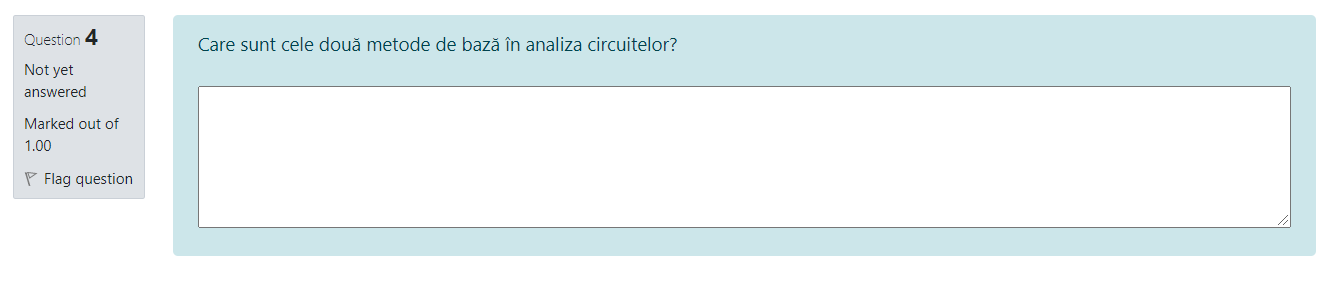 Question 4
Not yet
answered
Marked out of
1.00
Flag question
Care sunt cele două metode de bază în analiza circuitelor?